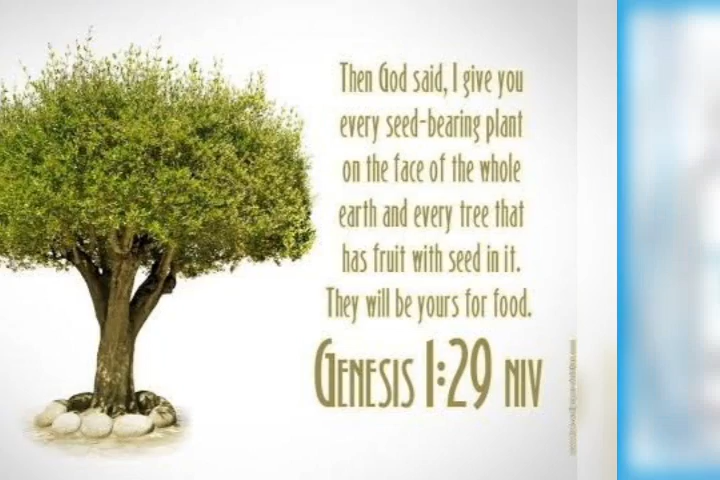 Then God said, I give you
every seed-bearing plant
on the face of the whole
earth and every tree that
has fruit with seed in it.
They will be yours for food.
GENESIS 1:29 NIV